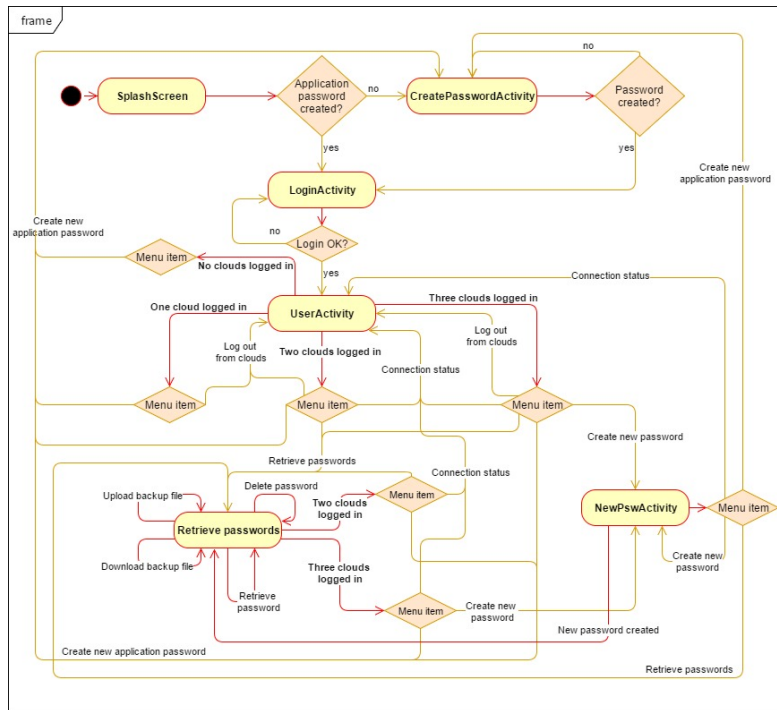 frame
Application
password
created?
no
SplashScreen
no
CreatePasswordActivity
Password
created?
yes
yes
Create new
application password
LoginActivity
Create new
application password
no
Login OK?
Menu item
No clouds logged in
yes
Connection status
One cloud logged in
UserActivity
Three clouds logged in
Log out
from clouds
Two clouds logged in
Log out
from clouds
Connection status
Menu item
Menu item
Menu item
Create new password
Retrieve passwords
Connection status
Upload backup file
Delete password
Two clouds
logged in
Menu item
Retrieve passwords
NewPswActivity
Menu item
Download backup file
Three clouds
logged in
Create new
password
Retrieve
password
Menu item
Create new
password
New password created
Create new application password
Retrieve passwords